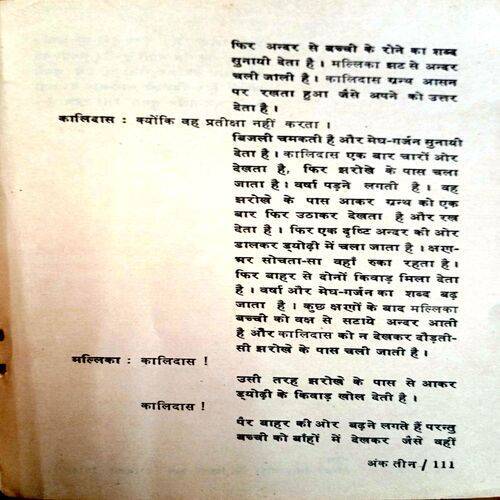 फिर अन्दर से बच्ची के रोने का शब्द
सुनायी देता है। मल्लिका झट से अन्दर
चली जाती है। कालिदास ग्रन्थ आसन
पर रखता हुआ जैसे अपने को उत्तर
देता है।
कालिदास : क्योंकि वह प्रतीक्षा नहीं करता।
बिजली चमकती है और मेघ-गर्जन सुनायी
देता है। कालिदास एक बार चारों ओर
देखता है, फिर झरोखे के पास चला
जाता है। वर्षा पड़ने लगती है। वह
झरोखे के पास आकर ग्रन्थ को एक
बार फिर उठाकर देखता है और रख
देता है। फिर एक दृष्टि अन्दर की ओर
डालकर ड्योढ़ी में चला जाता है। क्षण-
भर सोचता-सा वहाँ रुका रहता है।
फिर बाहर से दोनों किवाड़ मिला देता
है। वर्षा और मेघ-गर्जन का शब्द बढ़
जाता है। कुछ क्षणों के बाद मल्लिका
बच्ची को वक्ष से सटाये अन्दर आती
है और कालिदास को न देखकर दौड़ती-
सी झरोखे के पास चली जाती है।
मल्लिका : कालिदास !
उसी तरह झरोखे के पास से आकर
ड्योढ़ी के किवाड़ खोल देती है।
कालिदास !
पैर बाहर की ओर बढ़ने लगते हैं परन्तु
बच्ची को बाँहों में देखकर जैसे वहीं
अंक तीन / 111